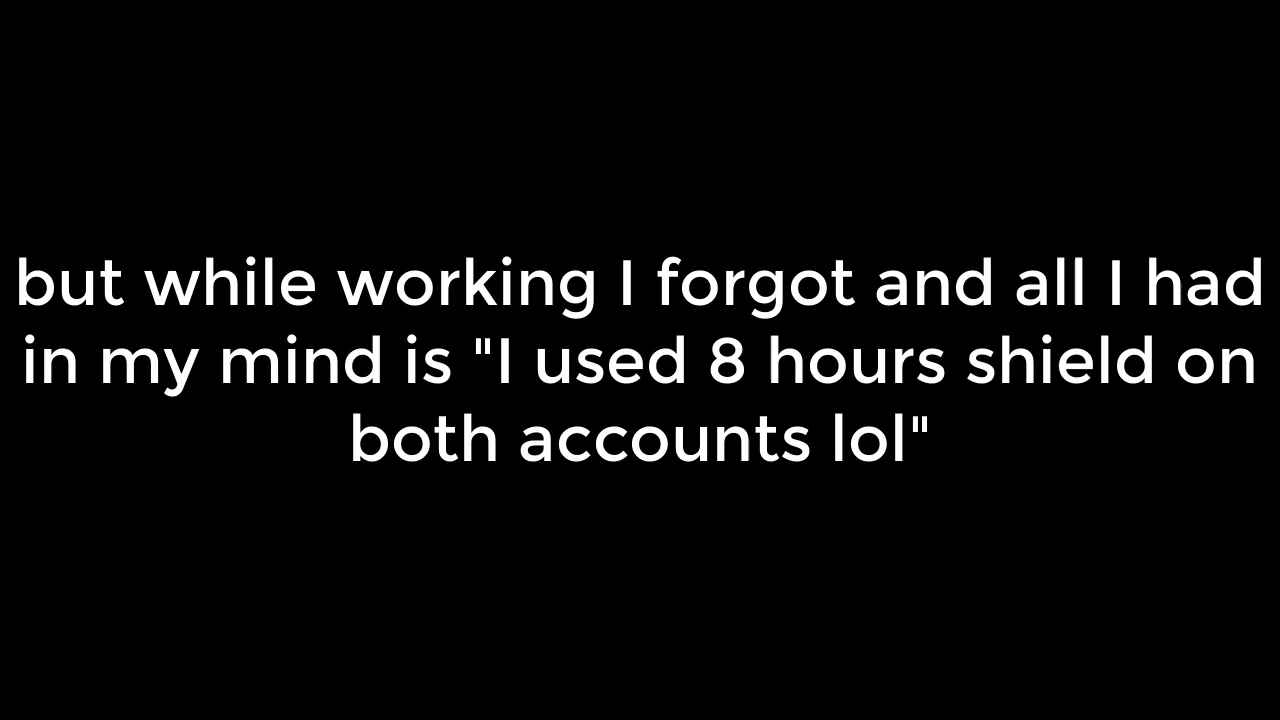 but while working I forgot and all I had
in my mind is "I used 8 hours shield on
both accounts lol"